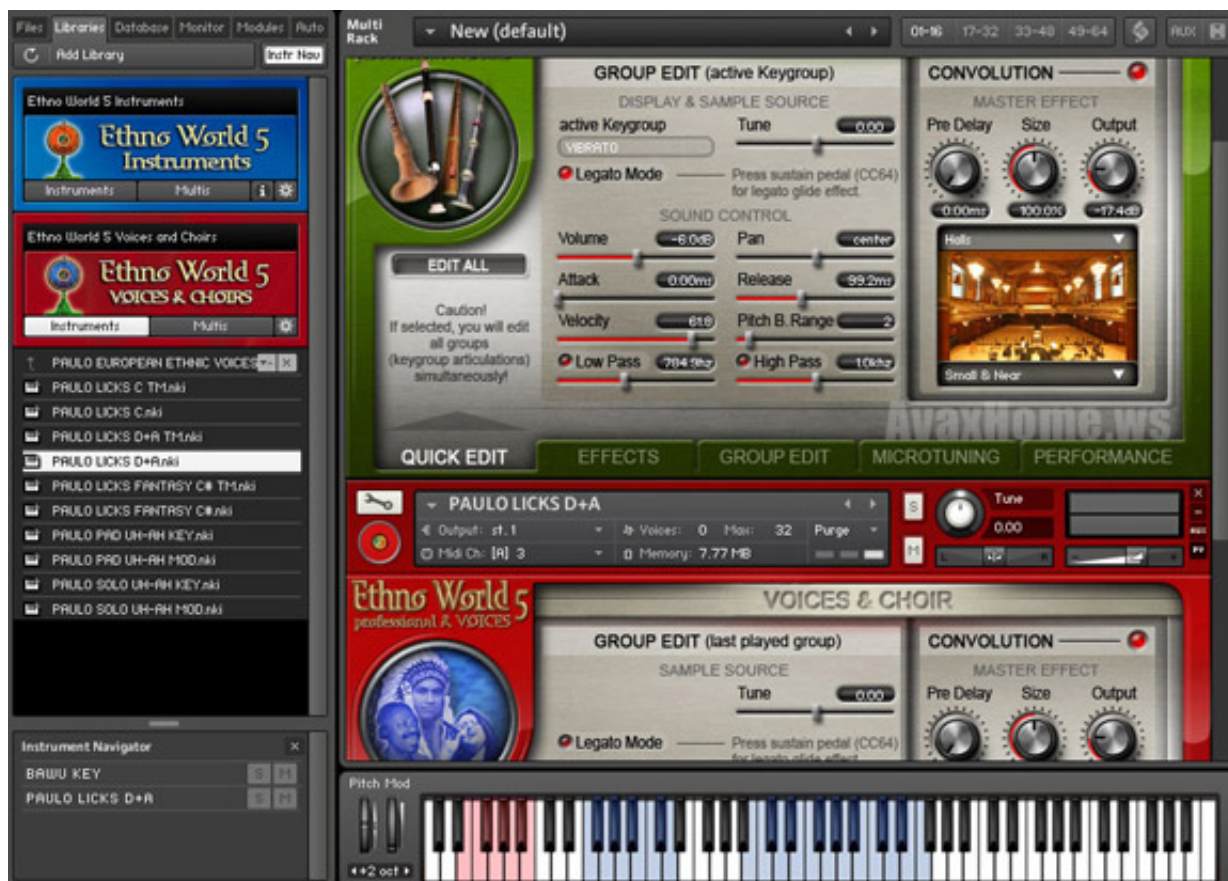 Files Libraries Database Monitor Modules Auto
Add Library Instr Nav
Ethno World 5 Instruments
Ethno World 5
Instruments
Instruments Multis i
Ethno World 5 Voices and Choirs
Ethno World 5
VOICES & CHOIRS
Instruments Multis
PAULO EUROPEAN ETHNIC VOICES
PAULO LICKS C TM.nki
PAULO LICKS C.nki
PAULO LICKS D+A TM.nki
PAULO LICKS D+A.nki
PAULO LICKS FANTASY C# TM.nki
PAULO LICKS FANTASY C#.nki
PAULO PAD UH-AH KEY.nki
PAULO PAD UH-AH MOD.nki
PAULO SOLO UH-AH KEY.nki
PAULO SOLO UH-AH MOD.nki
Instrument Navigator ×
BAWU KEY S M
PAULO LICKS D+A S M
Multi
Rack
New (default)
01-16 17-32 33-48 49-64 AUX
GROUP EDIT (active Keygroup)
DISPLAY & SAMPLE SOURCE
active Keygroup Tune 0.00
VIBRATO
Legato Mode Press sustain pedal (CC64)
for legato glide effect.
SOUND CONTROL
Volume -6.0dB Pan center
Attack 0.00ms Release 99.2ms
Velocity 61.8 Pitch B. Range 2
Low Pass 784.9hz High Pass 1.0khz
EDIT ALL
Caution!
If selected, you will edit
all groups
(keygroup articulations)
simultaneously!
CONVOLUTION
MASTER EFFECT
Pre Delay Size Output
0.00ms 100.0% -17.4dB
Halls
Small & Near
AvaxHome.ws
QUICK EDIT EFFECTS GROUP EDIT MICROTUNING PERFORMANCE
PAULO LICKS D+A
Output: st.1 Voices: 0 Max: 32 Purge
Midi Ch: [A] 3 Memory: 7.77 MB
S
M
Tune
0.00
L R
PV
Ethno World 5
professional & VOICES
VOICES & CHOIR
GROUP EDIT (last played group)
SAMPLE SOURCE
Tune 0.00
Legato Mode Press sustain pedal (CC64)
for legato glide effect.
CONVOLUTION
MASTER EFFECT
Pre Delay Size Output
Pitch Mod
+2 oct